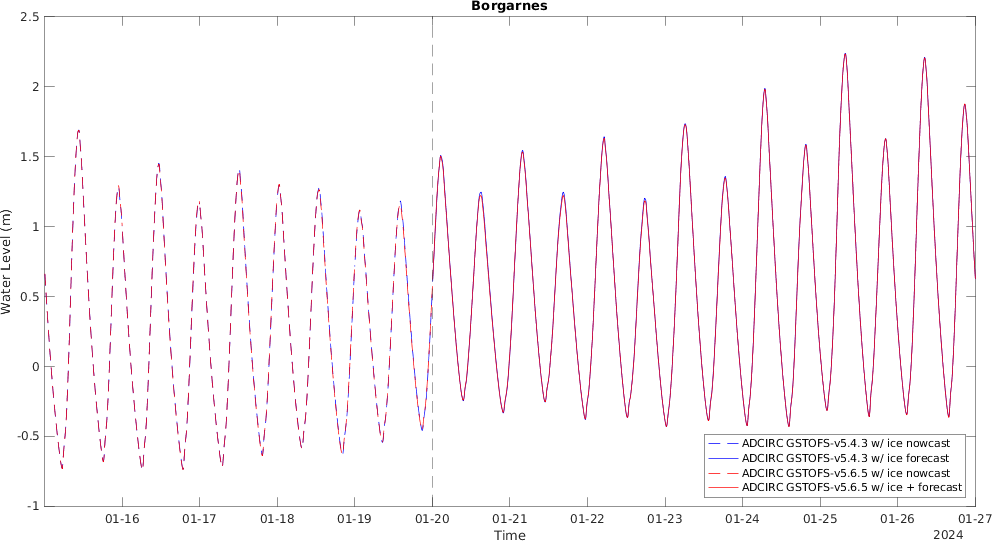 Borgarnes
2.5
2
1.5
1
0.5
0
-0.5
-1
Water Level (m)
01-16 01-17 01-18 01-19 01-20 01-21 01-22 01-23 01-24 01-25 01-26 01-27
Time
2024
ADCIRC GSTOFS-v5.4.3 w/ ice nowcast
ADCIRC GSTOFS-v5.4.3 w/ ice forecast
ADCIRC GSTOFS-v5.6.5 w/ ice nowcast
ADCIRC GSTOFS-v5.6.5 w/ ice + forecast